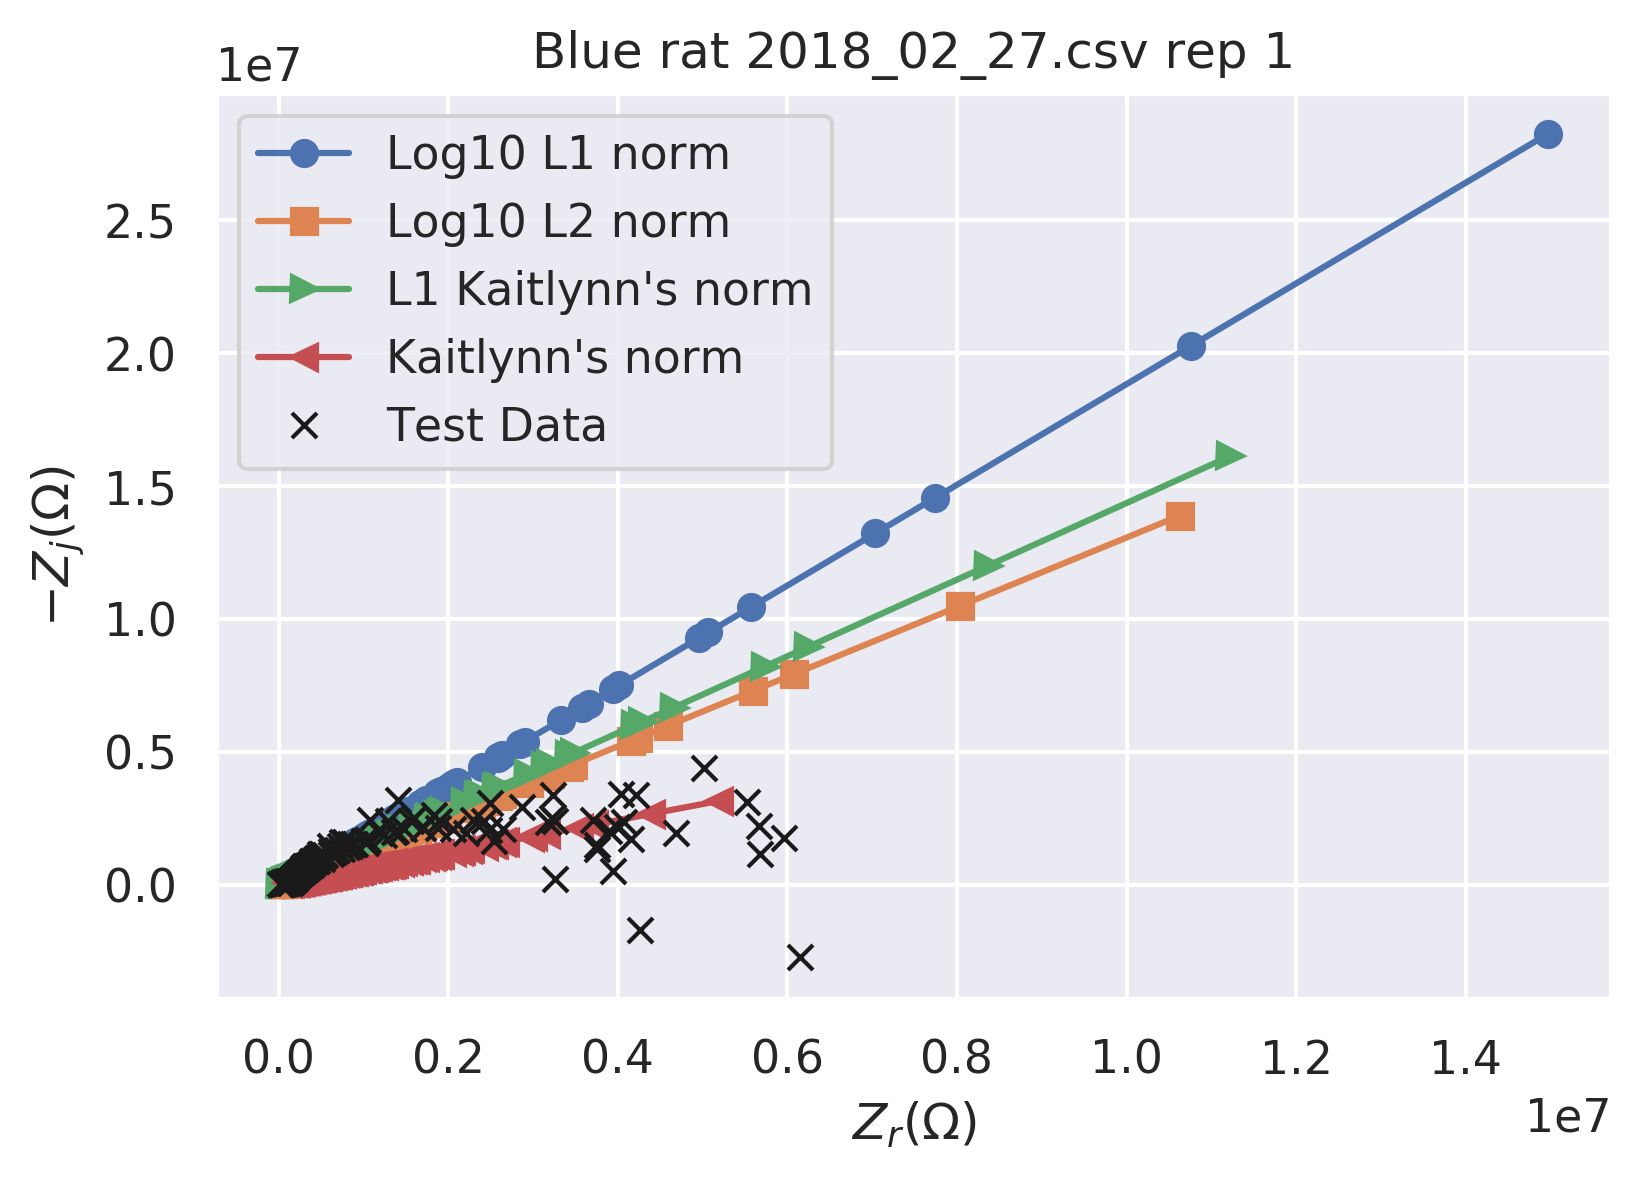 Blue rat 2018_02_27.csv rep 1
1e7
Log10 L1 norm
Log10 L2 norm
L1 Kaitlynn's norm
Kaitlynn's norm
Test Data
2.5
2.0
1.5
1.0
0.5
0.0
−Zj(Ω)
0.0 0.2 0.4 0.6 0.8 1.0 1.2 1.4
Zr(Ω)
1e7